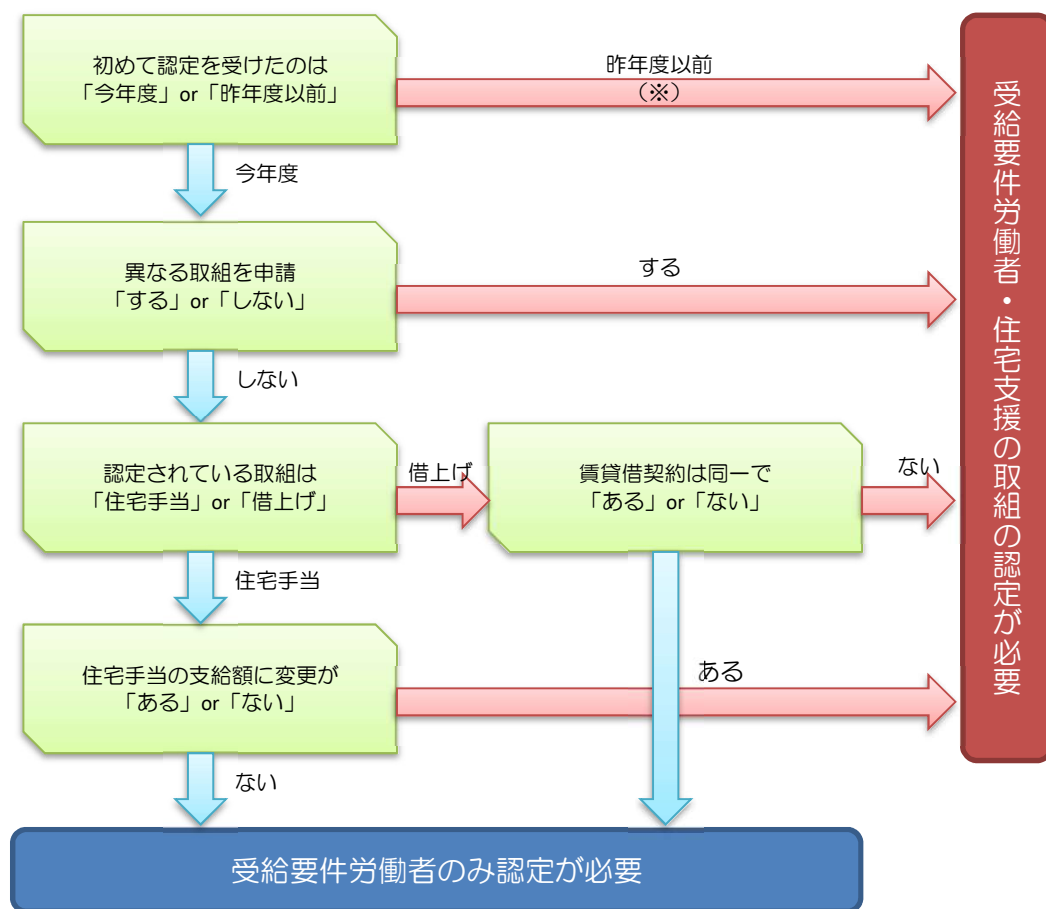 初めて認定を受けたのは
「今年度」or「昨年度以前」
昨年度以前
（※）
今年度
異なる取組を申請
「する」or「しない」
する
しない
認定されている取組は
「住宅手当」or「借上げ」
借上げ
賃貸借契約は同一で
「ある」or「ない」
ない
住宅手当
住宅手当の支給額に変更が
「ある」or「ない」
ある
ない
受給要件労働者のみ認定が必要
受給要件労働者・住宅支援の取組の認定が必要